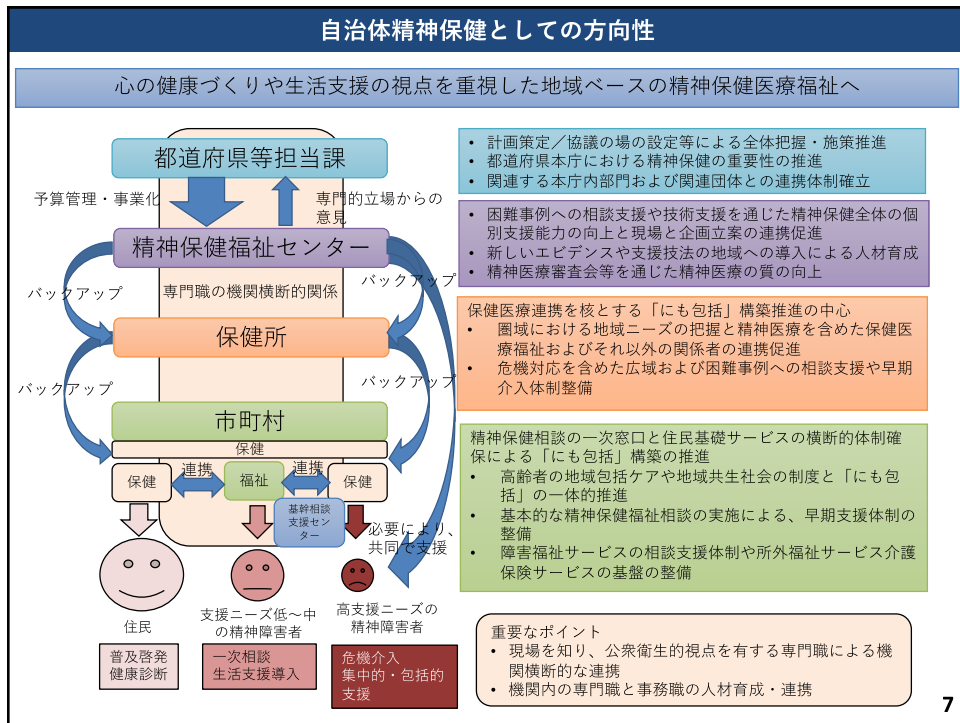 自治体精神保健としての方向性
心の健康づくりや生活支援の視点を重視した地域ベースの精神保健医療福祉へ
都道府県等担当課
予算管理・事業化
専門的立場からの
意見
精神保健福祉センター
バックアップ
専門職の機関横断的関係
バックアップ
保健所
バックアップ
バックアップ
市町村
保健
保健
連携
福祉
連携
保健
基幹相談
支援セン
ター
必要により、
共同で支援
住民
支援ニーズ低～中
の精神障害者
高支援ニーズの
精神障害者
普及啓発
健康診断
一次相談
生活支援導入
危機介入
集中的・包括的
支援
• 計画策定／協議の場の設定等による全体把握・施策推進
• 都道府県本庁における精神保健の重要性の推進
• 関連する本庁内部門および関連団体との連携体制確立
• 困難事例への相談支援や技術支援を通じた精神保健全体の個
別支援能力の向上と現場と企画立案の連携促進
• 新しいエビデンスや支援技法の地域への導入による人材育成
• 精神医療審査会等を通じた精神医療の質の向上
保健医療連携を核とする「にも包括」構築推進の中心
• 圏域における地域ニーズの把握と精神医療を含めた保健医
療福祉およびそれ以外の関係者の連携促進
• 危機対応を含めた広域および困難事例への相談支援や早期
介入体制整備
精神保健相談の一次窓口と住民基礎サービスの横断的体制確
保による「にも包括」構築の推進
• 高齢者の地域包括ケアや地域共生社会の制度と「にも包
括」の一体的推進
• 基本的な精神保健福祉相談の実施による、早期支援体制の
整備
• 障害福祉サービスの相談支援体制や所外福祉サービス介護
保険サービスの基盤の整備
重要なポイント
• 現場を知り、公衆衛生的視点を有する専門職による機
関横断的な連携
• 機関内の専門職と事務職の人材育成・連携
7